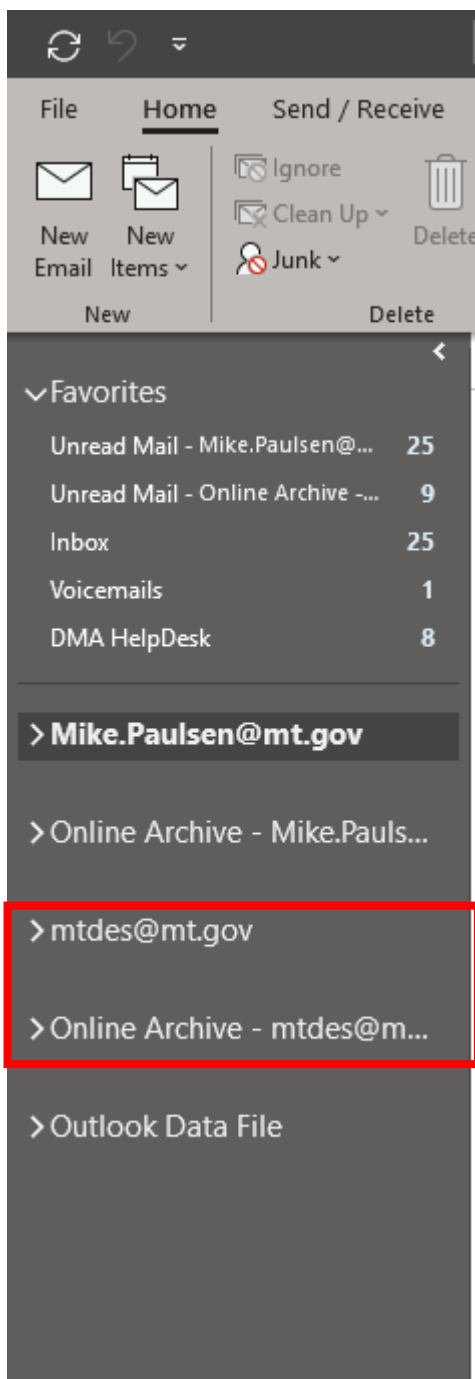 File Home Send / Receive
New Email
New Items
Ignore
Clean Up
Junk
Delete
New Delete
Favorites
Unread Mail - Mike.Paulsen@... 25
Unread Mail - Online Archive -... 9
Inbox 25
Voicemails 1
DMA HelpDesk 8
Mike.Paulsen@mt.gov
Online Archive - Mike.Pauls...
mtdes@mt.gov
Online Archive - mtdes@m...
Outlook Data File